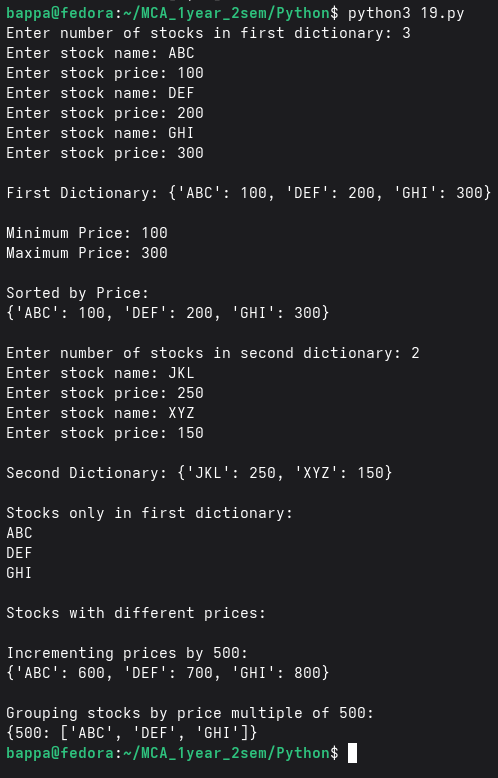 bappa@fedora:~/MCA_1year_2sem/Python$ python3 19.py
Enter number of stocks in first dictionary: 3
Enter stock name: ABC
Enter stock price: 100
Enter stock name: DEF
Enter stock price: 200
Enter stock name: GHI
Enter stock price: 300
First Dictionary: {'ABC': 100, 'DEF': 200, 'GHI': 300}
Minimum Price: 100
Maximum Price: 300
Sorted by Price:
{'ABC': 100, 'DEF': 200, 'GHI': 300}
Enter number of stocks in second dictionary: 2
Enter stock name: JKL
Enter stock price: 250
Enter stock name: XYZ
Enter stock price: 150
Second Dictionary: {'JKL': 250, 'XYZ': 150}
Stocks only in first dictionary:
ABC
DEF
GHI
Stocks with different prices:
Incrementing prices by 500:
{'ABC': 600, 'DEF': 700, 'GHI': 800}
Grouping stocks by price multiple of 500:
{500: ['ABC', 'DEF', 'GHI']}
bappa@fedora:~/MCA_1year_2sem/Python$